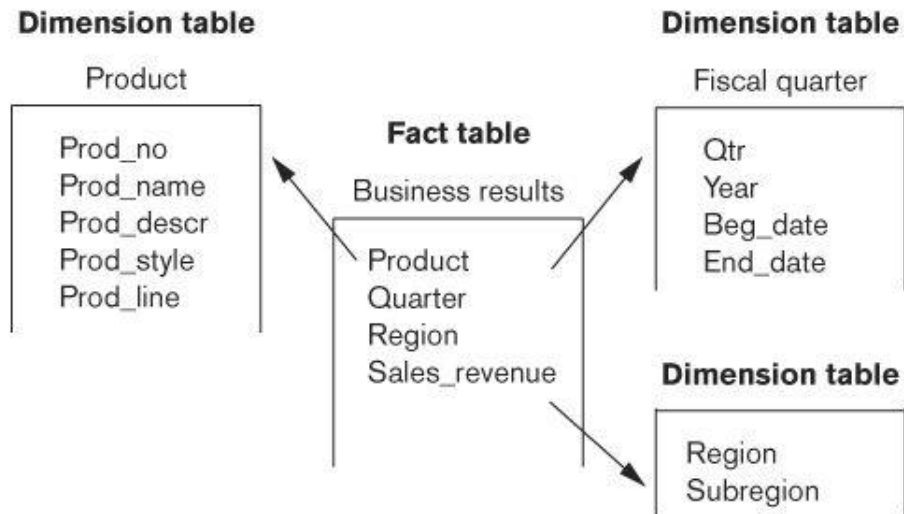 Dimension table
Product
Prod_no
Prod_name
Prod_descr
Prod_style
Prod_line
Fact table
Business results
Product
Quarter
Region
Sales_revenue
Dimension table
Fiscal quarter
Qtr
Year
Beg_date
End_date
Dimension table
Region
Subregion